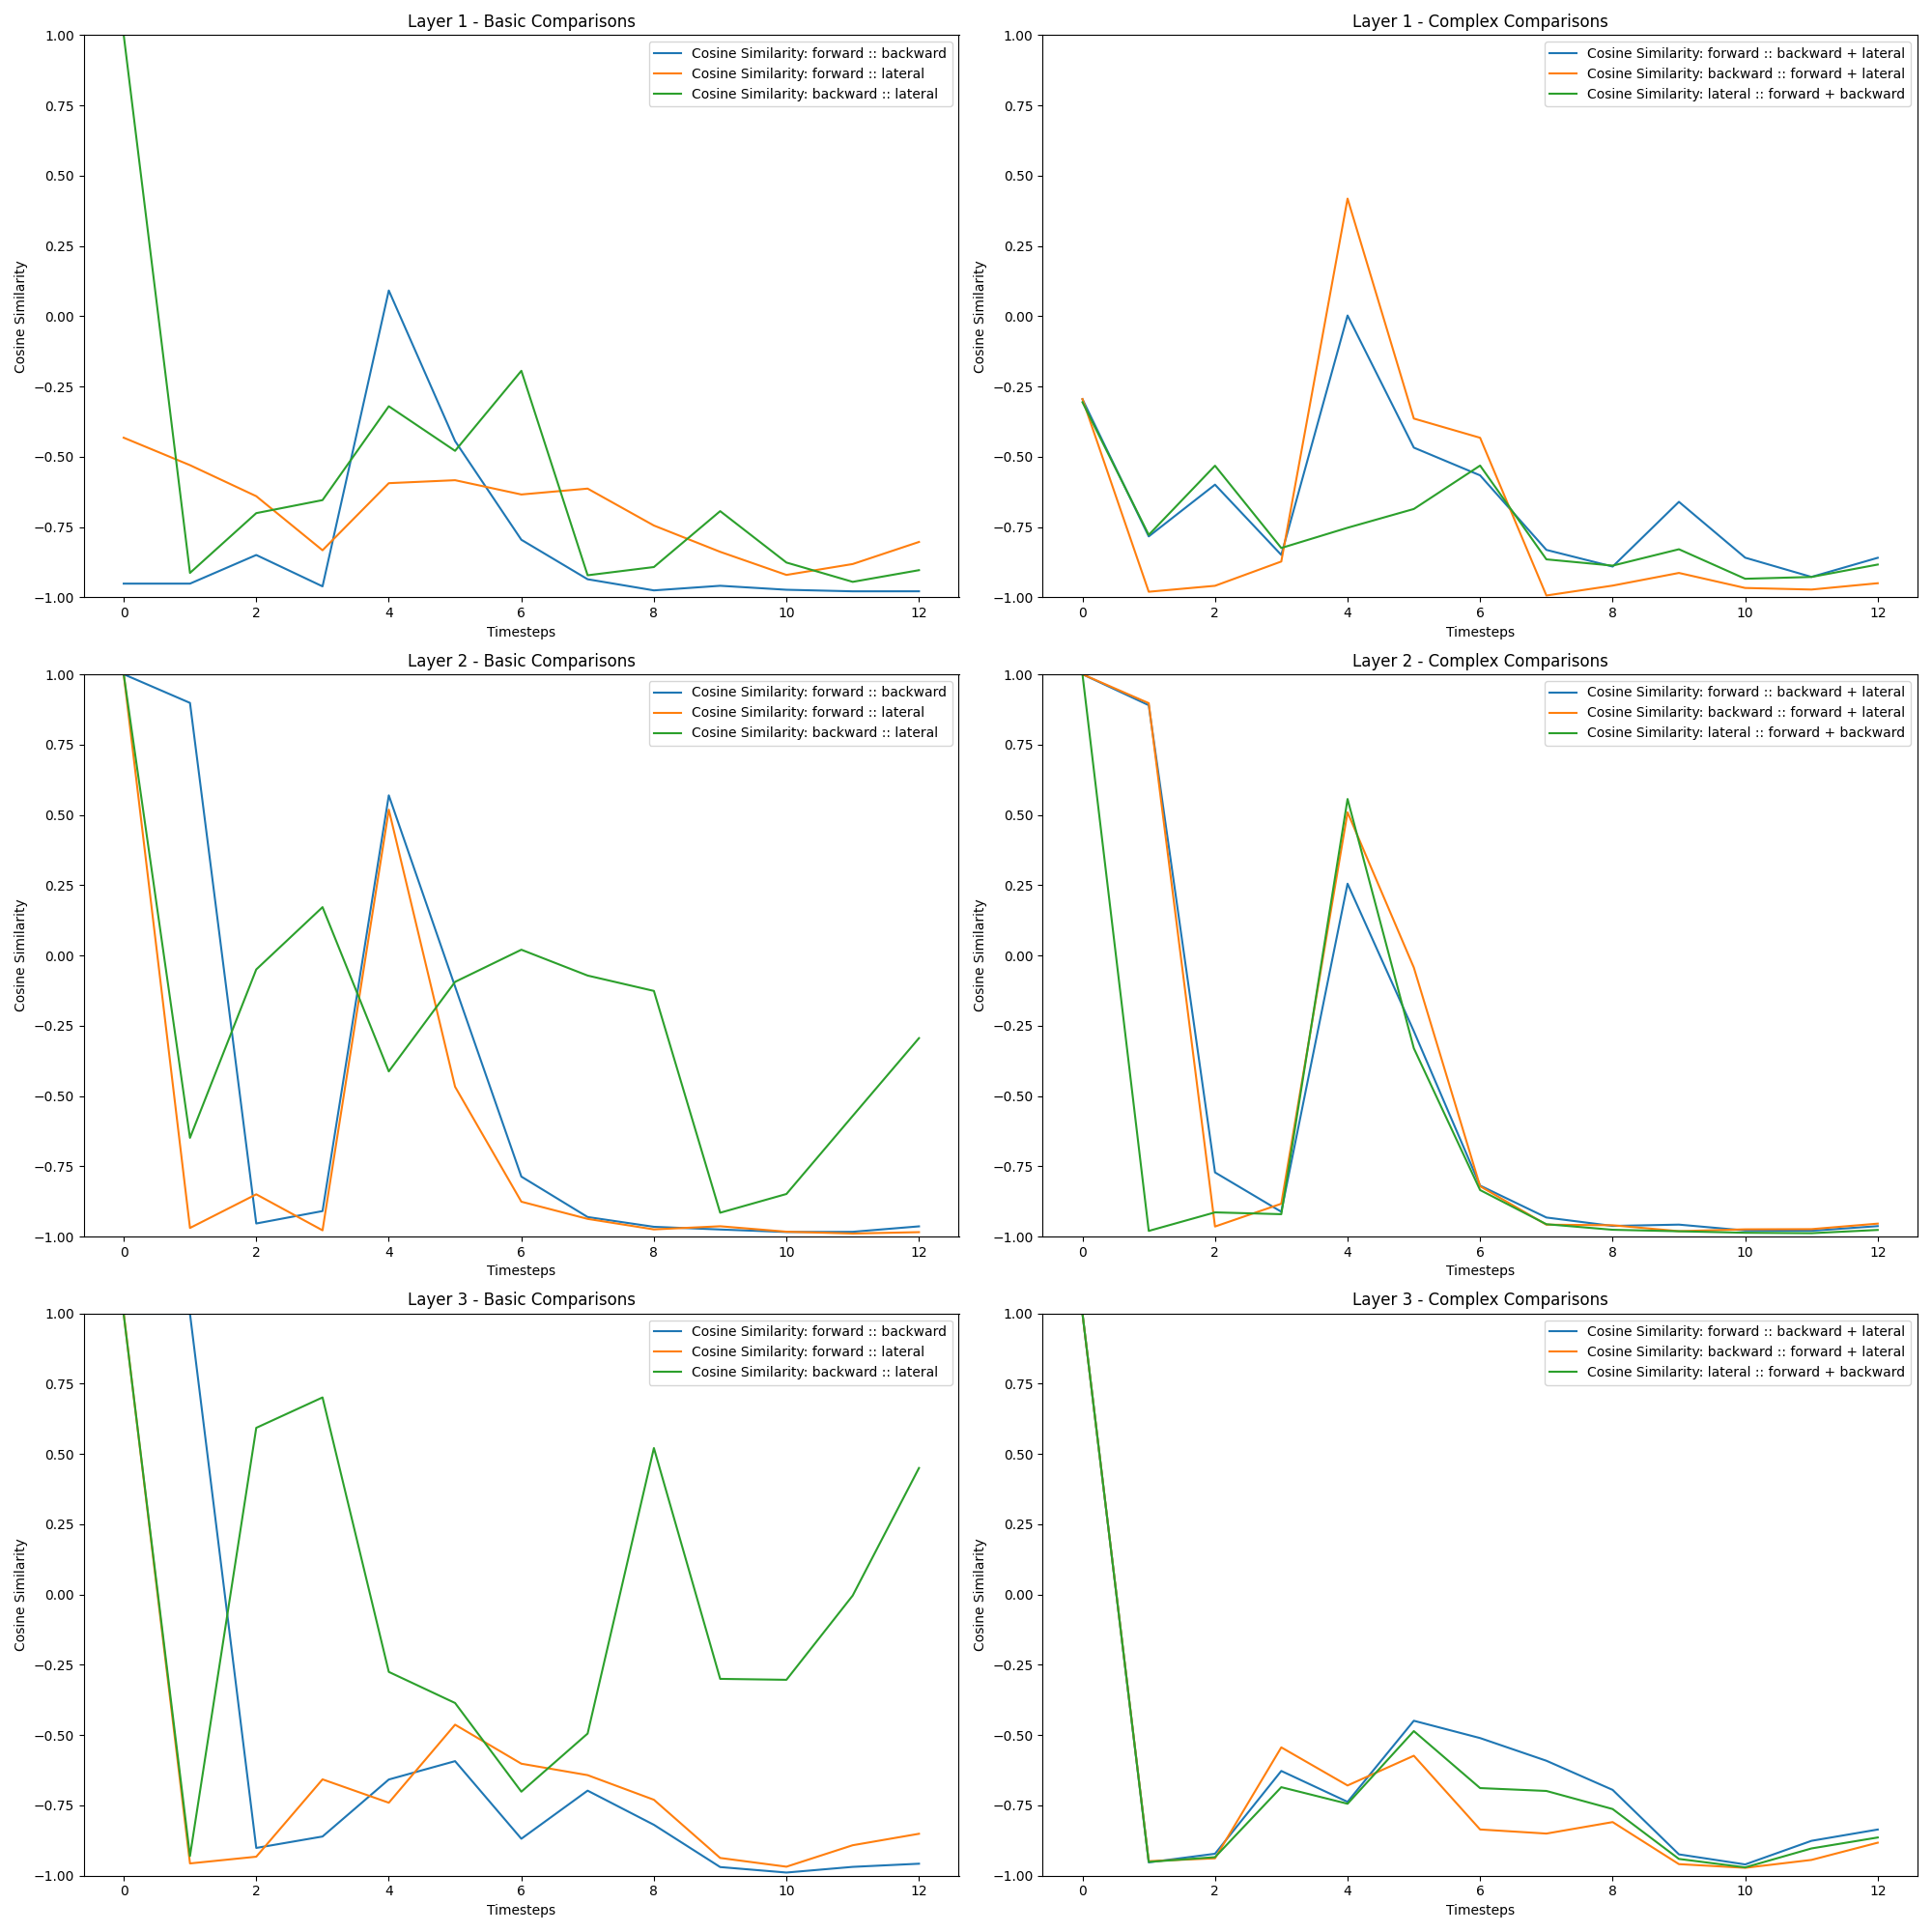 Layer 1 - Basic Comparisons
Cosine Similarity: forward :: backward
Cosine Similarity: forward :: lateral
Cosine Similarity: backward :: lateral
1.00
0.75
0.50
0.25
0.00
−0.25
−0.50
−0.75
−1.00
Cosine Similarity
0 2 4 6 8 10 12
Timesteps
Layer 1 - Complex Comparisons
Cosine Similarity: forward :: backward + lateral
Cosine Similarity: backward :: forward + lateral
Cosine Similarity: lateral :: forward + backward
1.00
0.75
0.50
0.25
0.00
−0.25
−0.50
−0.75
−1.00
Cosine Similarity
0 2 4 6 8 10 12
Timesteps
Layer 2 - Basic Comparisons
Cosine Similarity: forward :: backward
Cosine Similarity: forward :: lateral
Cosine Similarity: backward :: lateral
1.00
0.75
0.50
0.25
0.00
−0.25
−0.50
−0.75
−1.00
Cosine Similarity
0 2 4 6 8 10 12
Timesteps
Layer 2 - Complex Comparisons
Cosine Similarity: forward :: backward + lateral
Cosine Similarity: backward :: forward + lateral
Cosine Similarity: lateral :: forward + backward
1.00
0.75
0.50
0.25
0.00
−0.25
−0.50
−0.75
−1.00
Cosine Similarity
0 2 4 6 8 10 12
Timesteps
Layer 3 - Basic Comparisons
Cosine Similarity: forward :: backward
Cosine Similarity: forward :: lateral
Cosine Similarity: backward :: lateral
1.00
0.75
0.50
0.25
0.00
−0.25
−0.50
−0.75
−1.00
Cosine Similarity
0 2 4 6 8 10 12
Timesteps
Layer 3 - Complex Comparisons
Cosine Similarity: forward :: backward + lateral
Cosine Similarity: backward :: forward + lateral
Cosine Similarity: lateral :: forward + backward
1.00
0.75
0.50
0.25
0.00
−0.25
−0.50
−0.75
−1.00
Cosine Similarity
0 2 4 6 8 10 12
Timesteps